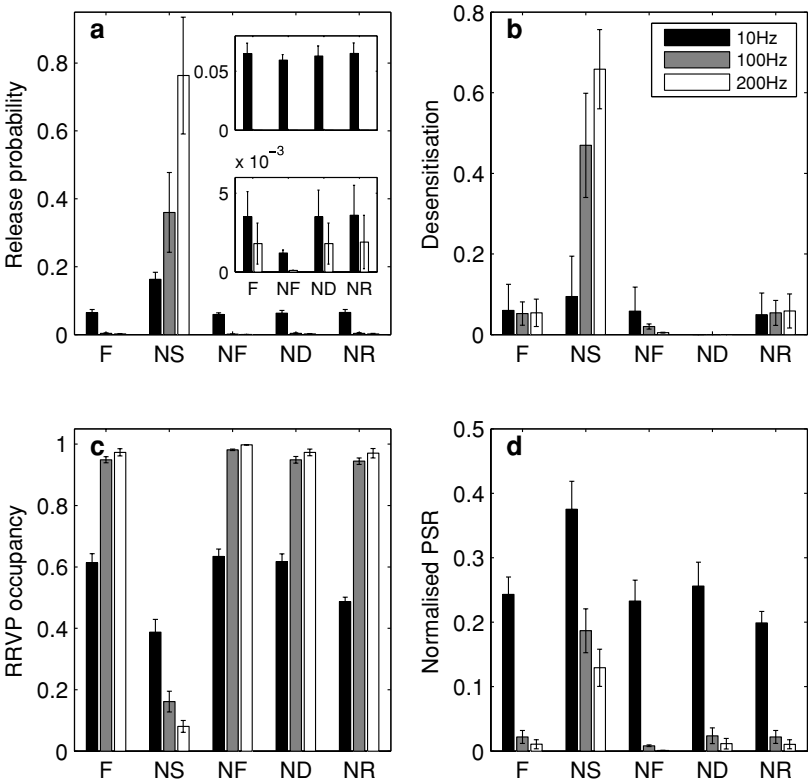 a
Release probability
0.8
0.6
0.4
0.2
0
F NS NF ND NR
0.05
0
x 10⁻³
5
0
F NF ND NR
b
Desensitisation
0.8
0.6
0.4
0.2
0
F NS NF ND NR
10Hz
100Hz
200Hz
c
RRVP occupancy
1
0.8
0.6
0.4
0.2
0
F NS NF ND NR
d
Normalised PSR
0.5
0.4
0.3
0.2
0.1
0
F NS NF ND NR